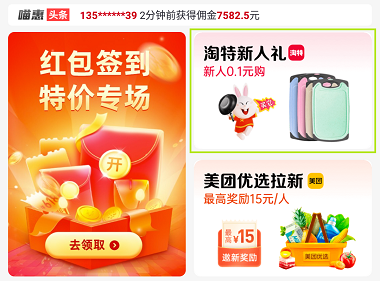 喵惠 头条 135******39 2分钟前获得佣金7582.5元
红包签到
特价专场
开
去领取
淘特新人礼 淘特
新人0.1元购
美团优选拉新 美团
最高奖励15元/人
最高 ¥15
邀新奖励
美团优选